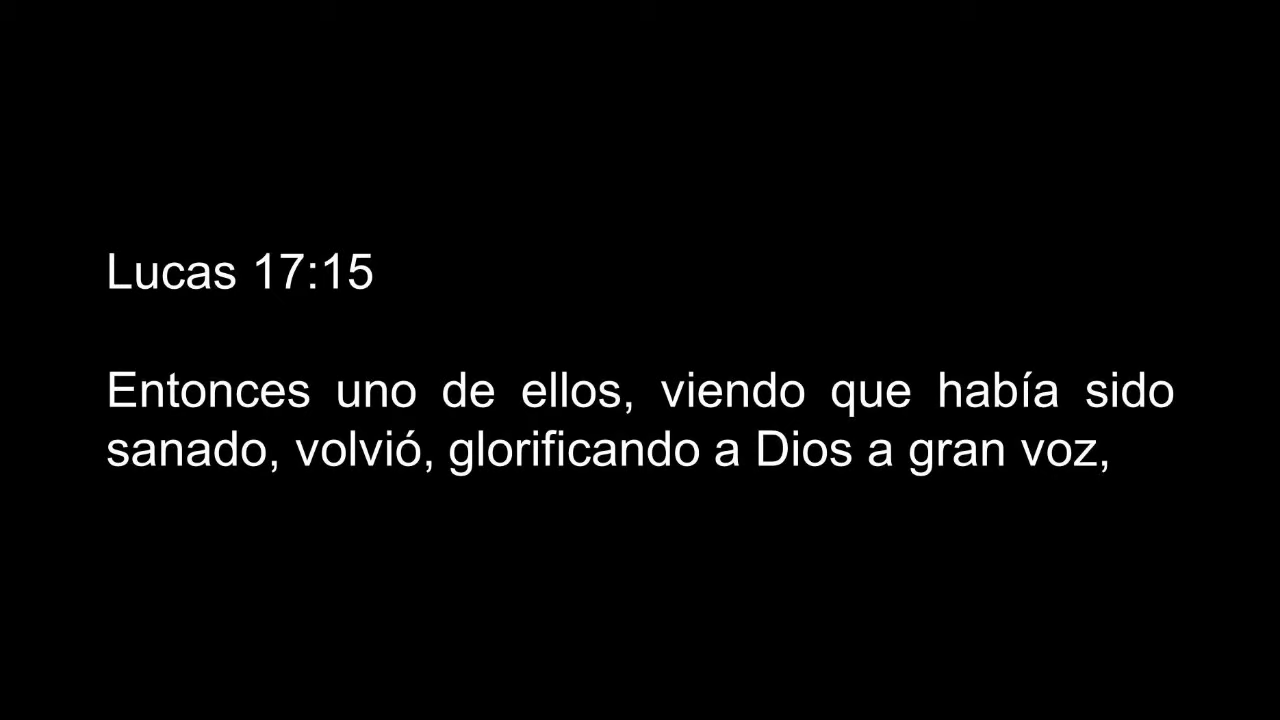 Lucas 17:15
Entonces uno de ellos, viendo que había sido
sanado, volvió, glorificando a Dios a gran voz,